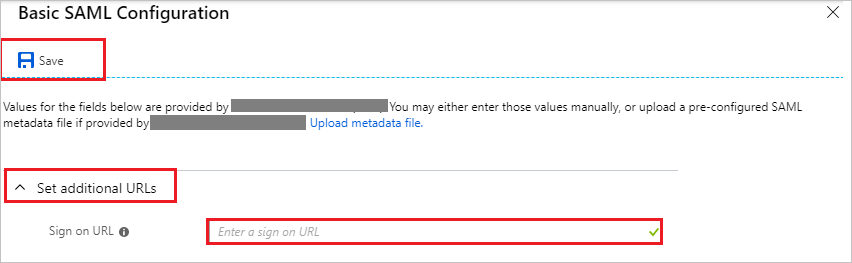 Basic SAML Configuration
Save
Values for the fields below are provided by You may either enter those values manually, or upload a pre-configured SAML
metadata file if provided by Upload metadata file.
Set additional URLs
Sign on URL Enter a sign on URL